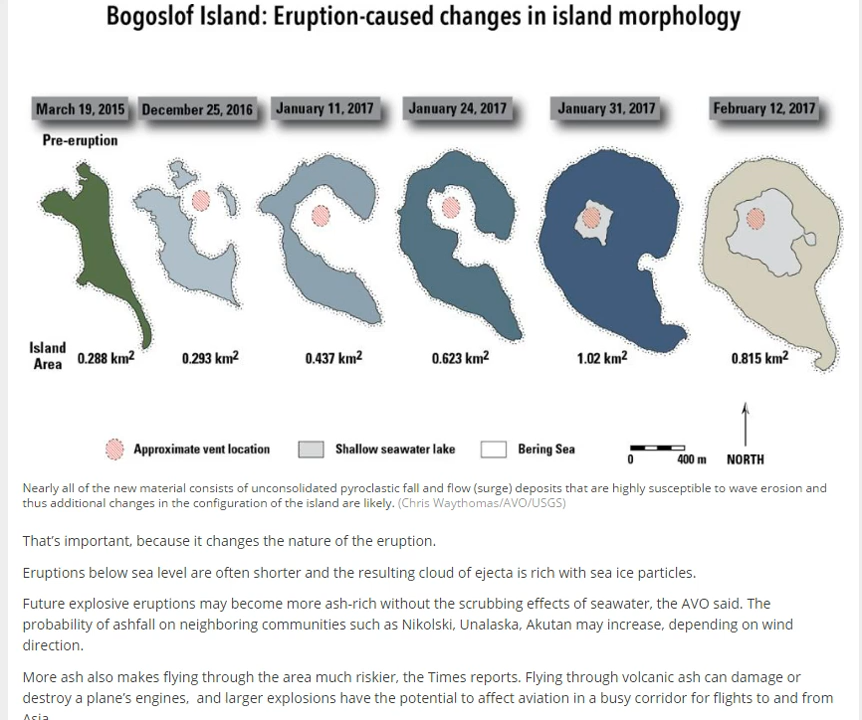 Bogoslof Island: Eruption-caused changes in island morphology
March 19, 2015 December 25, 2016 January 11, 2017 January 24, 2017 January 31, 2017 February 12, 2017
Pre-eruption
Island
Area 0.288 km² 0.293 km² 0.437 km² 0.623 km² 1.02 km² 0.815 km²
Approximate vent location Shallow seawater lake Bering Sea
0 400 m NORTH
Nearly all of the new material consists of unconsolidated pyroclastic fall and flow (surge) deposits that are highly susceptible to wave erosion and
thus additional changes in the configuration of the island are likely. (Chris Waythomas/AVO/USGS)
That’s important, because it changes the nature of the eruption.
Eruptions below sea level are often shorter and the resulting cloud of ejecta is rich with sea ice particles.
Future explosive eruptions may become more ash-rich without the scrubbing effects of seawater, the AVO said. The
probability of ashfall on neighboring communities such as Nikolski, Unalaska, Akutan may increase, depending on wind
direction.
More ash also makes flying through the area much riskier, the Times reports. Flying through volcanic ash can damage or
destroy a plane’s engines, and larger explosions have the potential to affect aviation in a busy corridor for flights to and from
Asia.